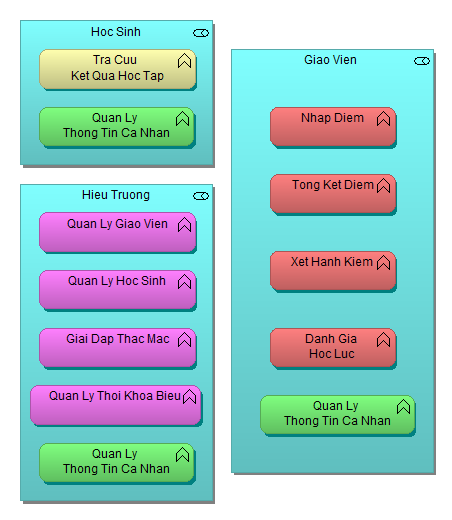 Hoc Sinh
Tra Cuu
Ket Qua Hoc Tap
Quan Ly
Thong Tin Ca Nhan
Hieu Truong
Quan Ly Giao Vien
Quan Ly Hoc Sinh
Giai Dap Thac Mac
Quan Ly Thoi Khoa Bieu
Quan Ly
Thong Tin Ca Nhan
Giao Vien
Nhap Diem
Tong Ket Diem
Xet Hanh Kiem
Danh Gia
Hoc Luc
Quan Ly
Thong Tin Ca Nhan